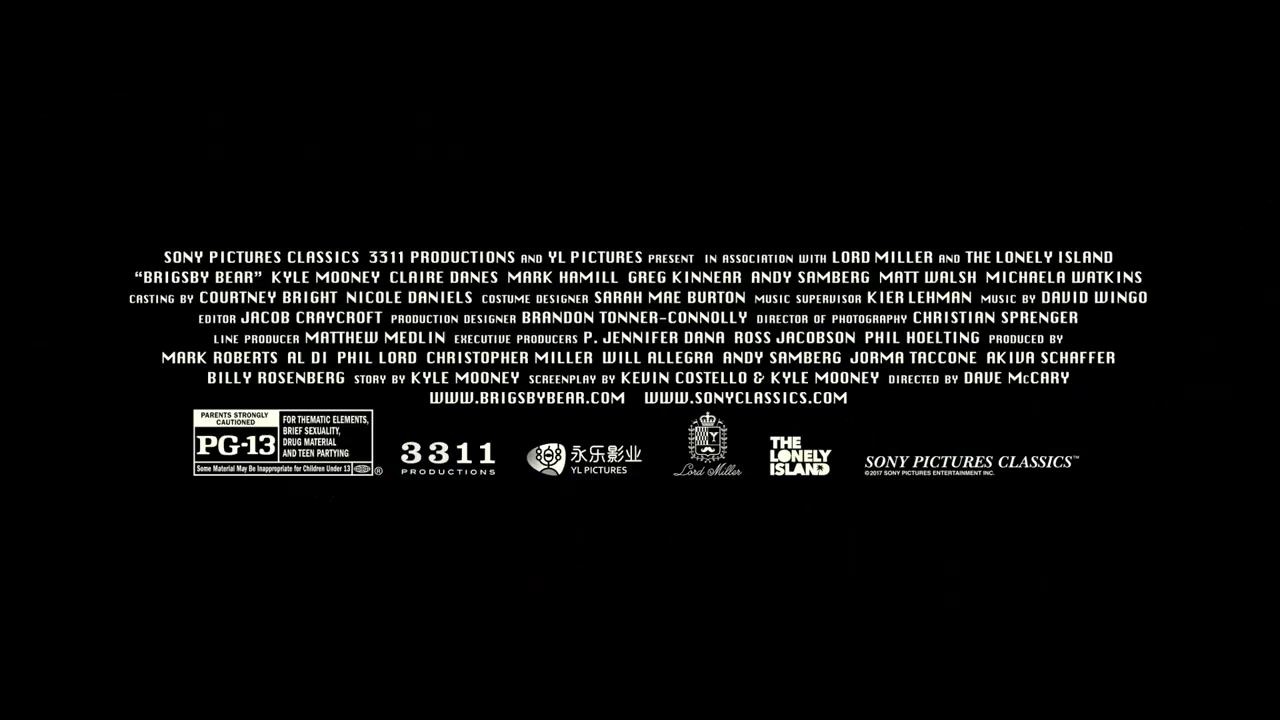 SONY PICTURES CLASSICS 3311 PRODUCTIONS AND YL PICTURES PRESENT IN ASSOCIATION WITH LORD MILLER AND THE LONELY ISLAND
"BRIGSBY BEAR" KYLE MOONEY CLAIRE DANES MARK HAMILL GREG KINNEAR ANDY SAMBERG MATT WALSH MICHAELA WATKINS
CASTING BY COURTNEY BRIGHT NICOLE DANIELS COSTUME DESIGNER SARAH MAE BURTON MUSIC SUPERVISOR KIER LEHMAN MUSIC BY DAVID WINGO
EDITOR JACOB CRAYCROFT PRODUCTION DESIGNER BRANDON TONNER-CONNOLLY DIRECTOR OF PHOTOGRAPHY CHRISTIAN SPRENGER
LINE PRODUCER MATTHEW MEDLIN EXECUTIVE PRODUCERS P. JENNIFER DANA ROSS JACOBSON PHIL HOELTING PRODUCED BY
MARK ROBERTS AL DI PHIL LORD CHRISTOPHER MILLER WILL ALLEGRA ANDY SAMBERG JORMA TACCONE AKIVA SCHAFFER
BILLY ROSENBERG STORY BY KYLE MOONEY SCREENPLAY BY KEVIN COSTELLO & KYLE MOONEY DIRECTED BY DAVE McCARY
WWW.BRIGSBYBEAR.COM WWW.SONYCLASSICS.COM
PARENTS STRONGLY
CAUTIONED
PG-13
FOR THEMATIC ELEMENTS,
BRIEF SEXUALITY,
DRUG MATERIAL
AND TEEN PARTYING
Some Material May Be Inappropriate for Children Under 13
®
3311
PRODUCTIONS
永乐影业
YL PICTURES
Y
Lord Miller
THE
LONELY
ISLAND
SONY PICTURES CLASSICS™
©2017 SONY PICTURES ENTERTAINMENT INC.